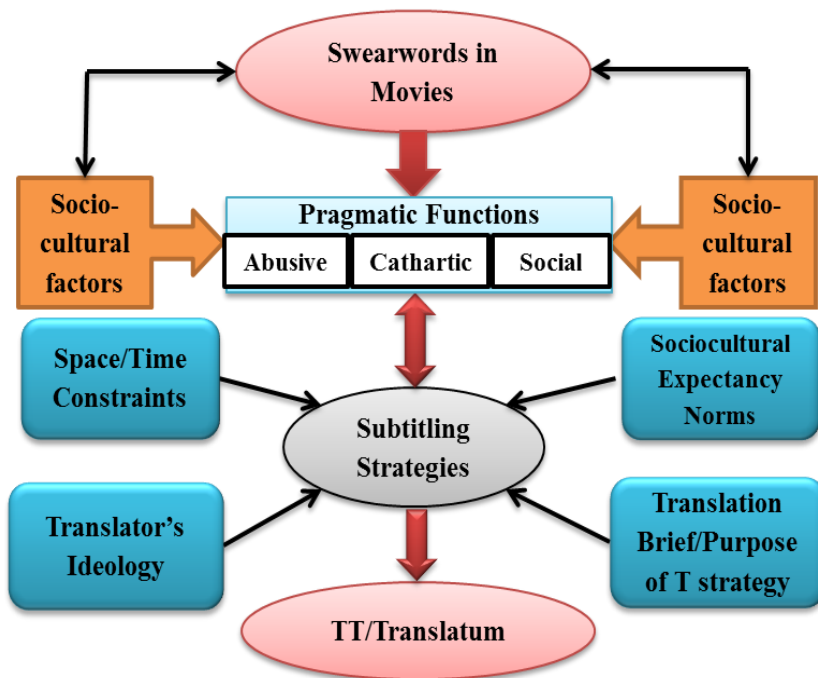 Swearwords in
Movies
Socio-
cultural
factors
Pragmatic Functions
Abusive
Cathartic
Social
Socio-
cultural
factors
Space/Time
Constraints
Sociocultural
Expectancy
Norms
Subtitling
Strategies
Translator's
Ideology
Translation
Brief/Purpose
of T strategy
TT/Translatum